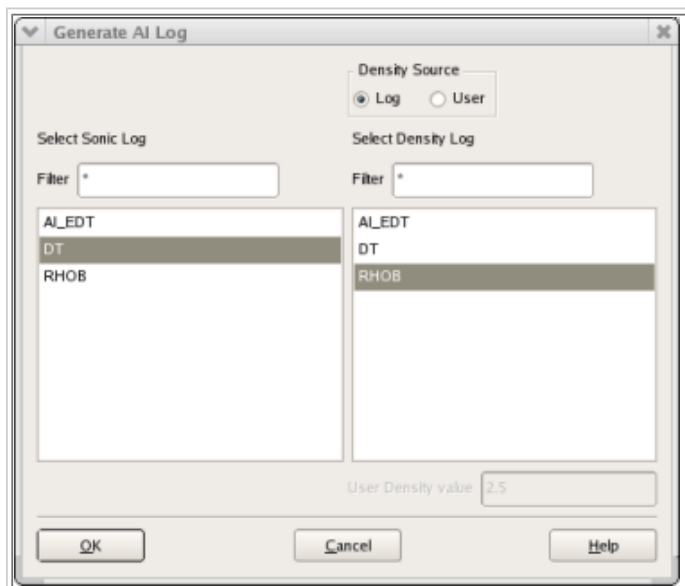 Generate AI Log
Density Source
Log User
Select Sonic Log
Select Density Log
Filter *
Filter *
AI_EDT
DT
RHOB
AI_EDT
DT
RHOB
User Density value 2.5
OK
Cancel
Help